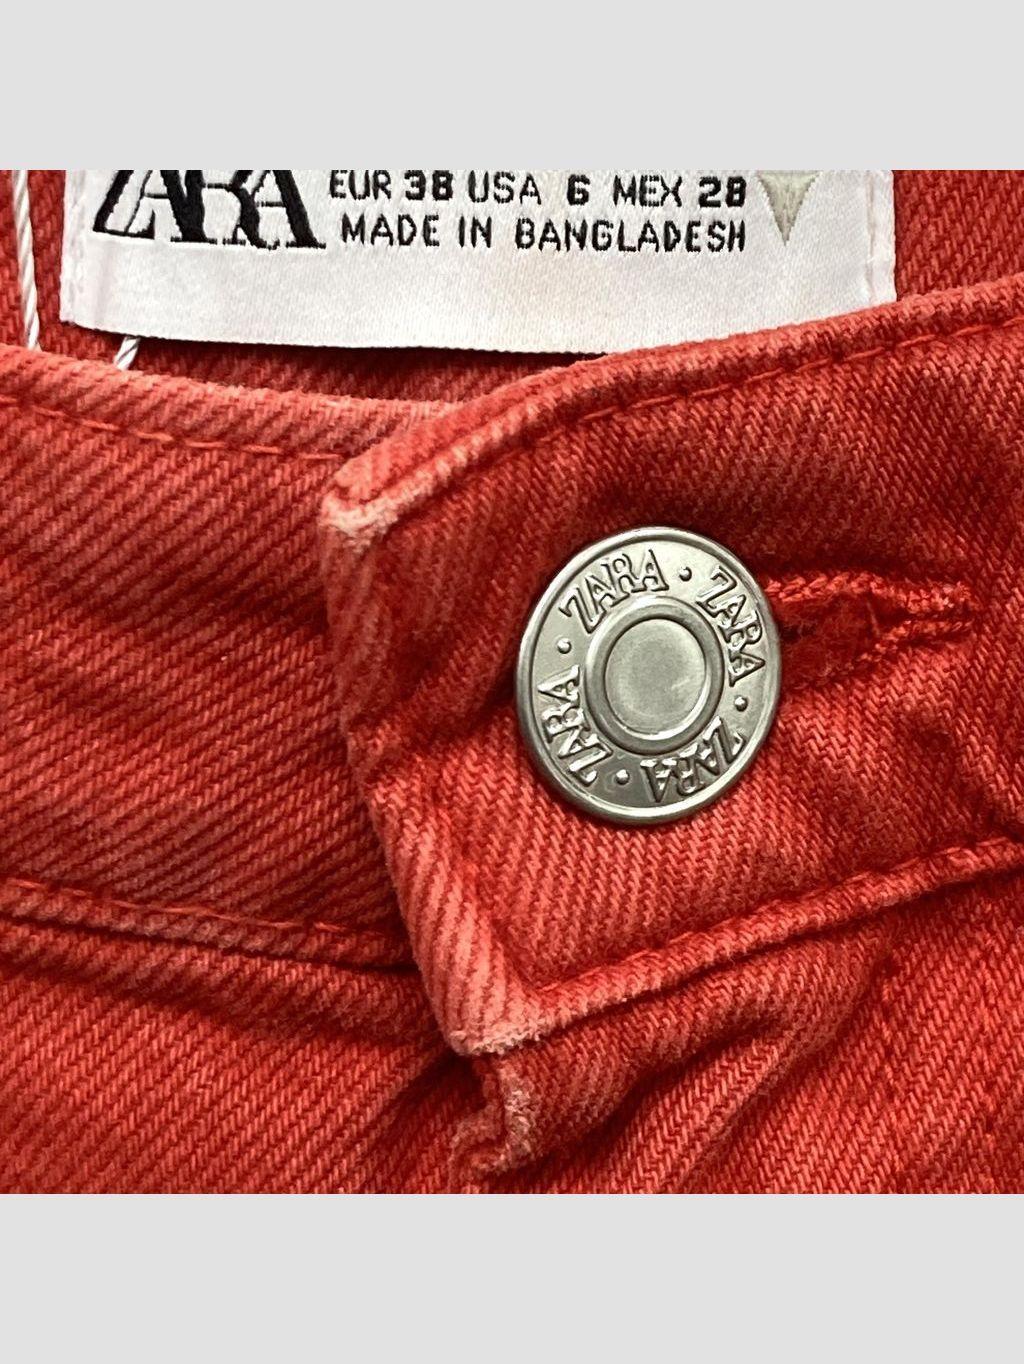 ZARA EUR 38 USA 6 MEX 28
MADE IN BANGLADESH
ZARA · ZARA · ZARA · ZARA ·